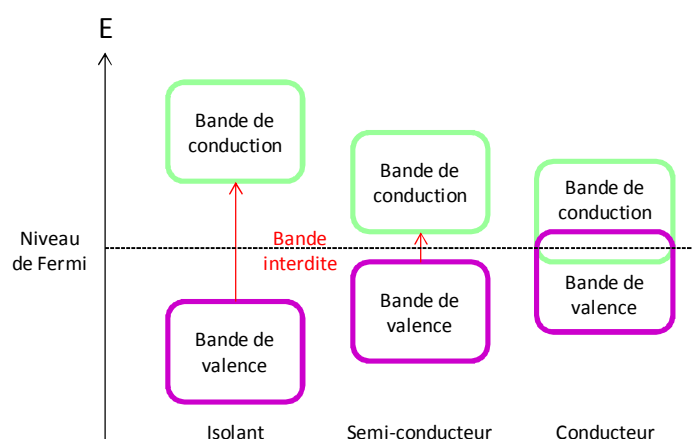 E
Bande de
conduction
Bande de
conduction
Bande de
conduction
Niveau
de Fermi
Bande
interdite
Bande de
valence
Bande de
valence
Bande de
valence
Isolant
Semi-conducteur
Conducteur